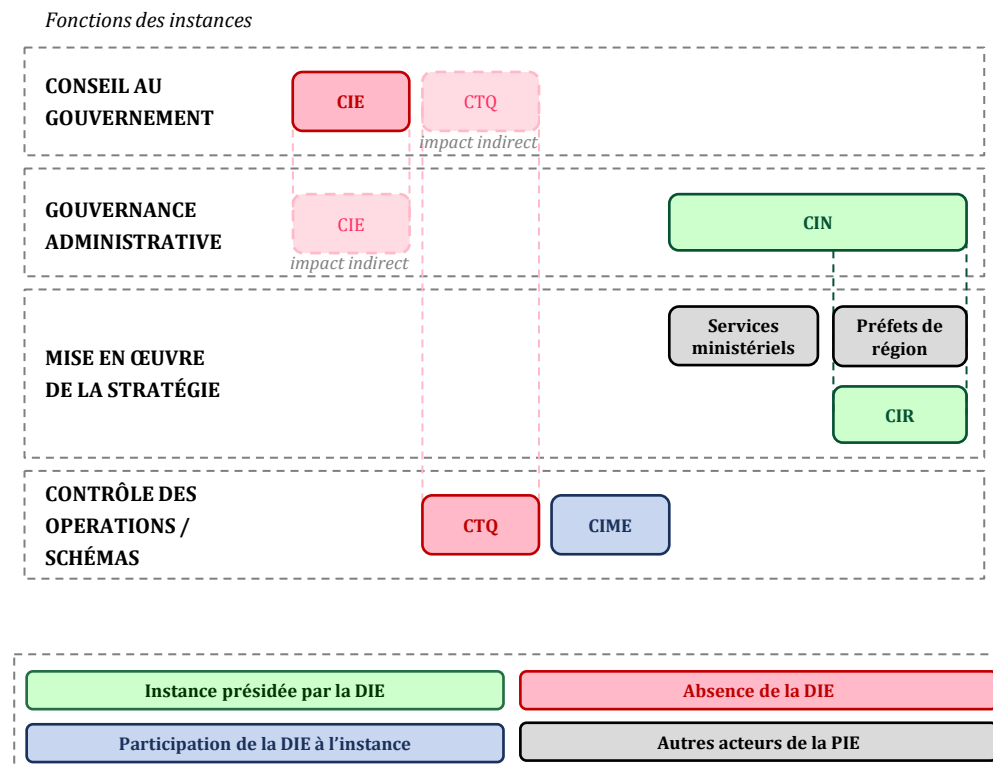 Fonctions des instances
CONSEIL AU
GOUVERNEMENT
CIE
CTQ
impact indirect
GOUVERNANCE
ADMINISTRATIVE
CIE
impact indirect
CIN
MISE EN ŒUVRE
DE LA STRATÉGIE
Services
ministériels
Préfets de
région
CIR
CONTRÔLE DES
OPERATIONS /
SCHÉMAS
CTQ
CIME
Instance présidée par la DIE
Absence de la DIE
Participation de la DIE à l’instance
Autres acteurs de la PIE